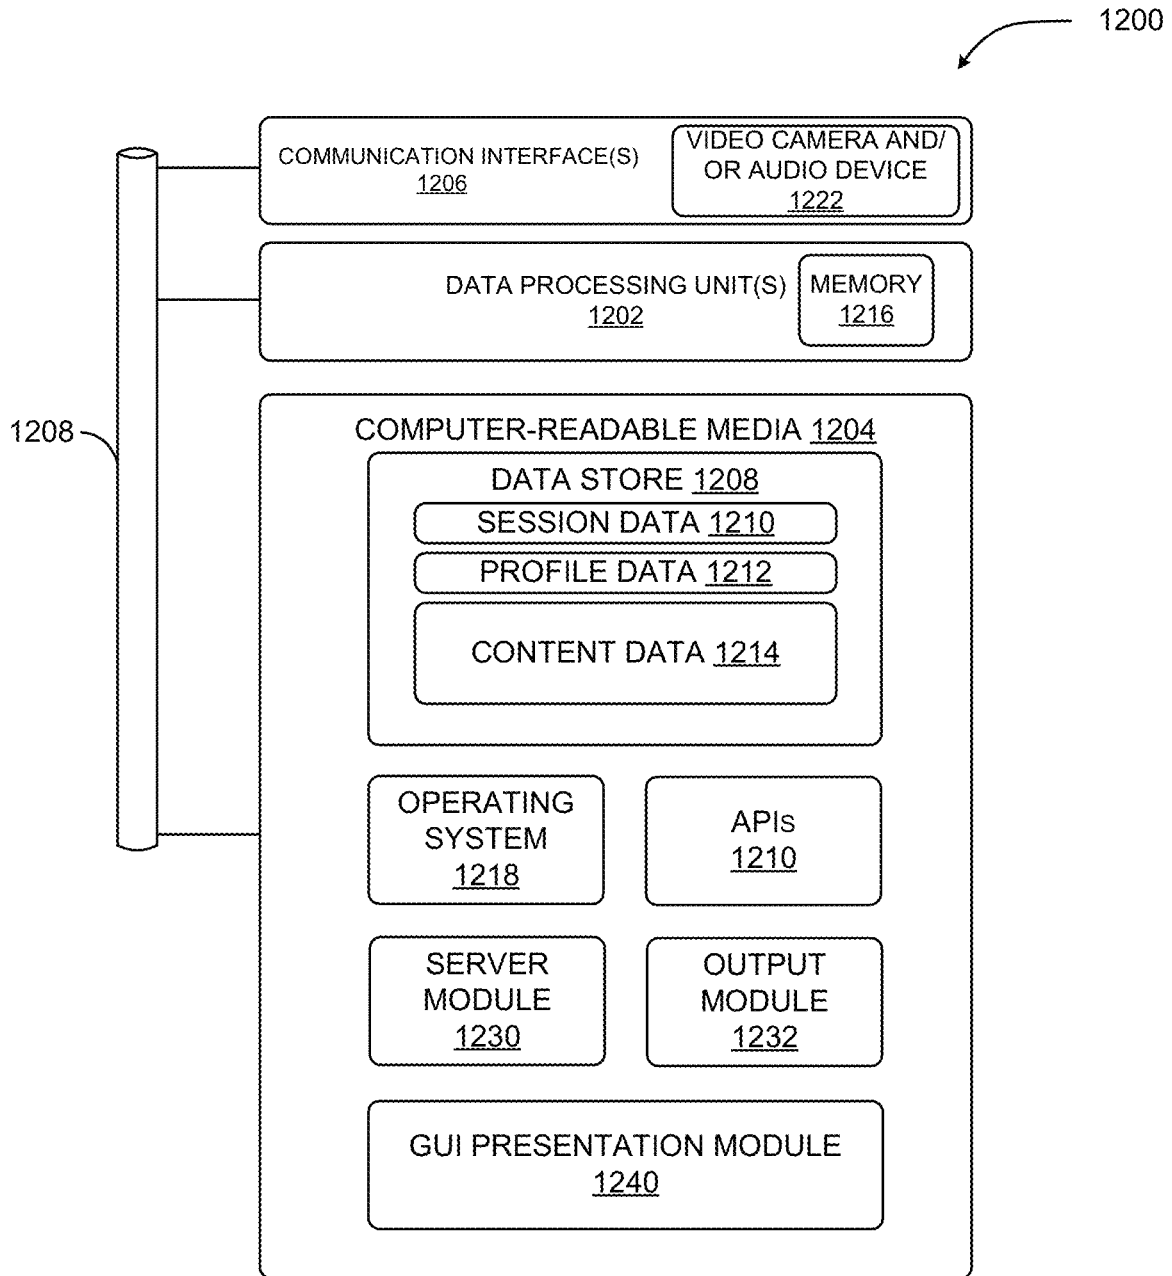 1200
COMMUNICATION INTERFACE(S)
1206
VIDEO CAMERA AND/
OR AUDIO DEVICE
1222
DATA PROCESSING UNIT(S)
1202
MEMORY
1216
1208
COMPUTER-READABLE MEDIA 1204
DATA STORE 1208
SESSION DATA 1210
PROFILE DATA 1212
CONTENT DATA 1214
OPERATING
SYSTEM
1218
APIs
1210
SERVER
MODULE
1230
OUTPUT
MODULE
1232
GUI PRESENTATION MODULE
1240